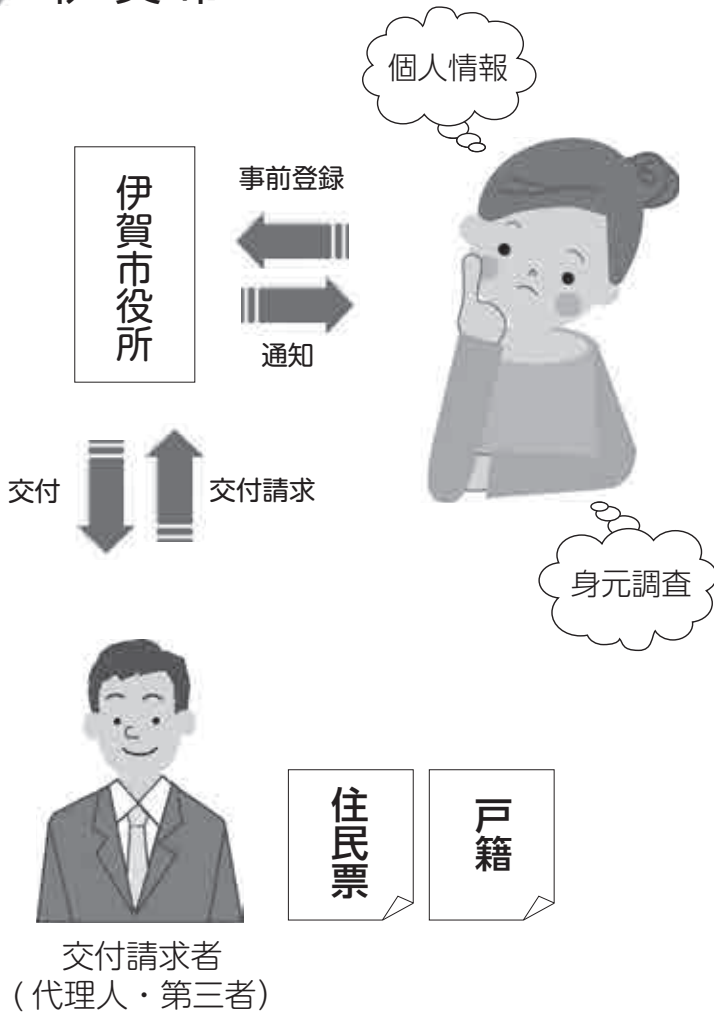 個人情報
伊賀市役所
事前登録
通知
交付
交付請求
身元調査
住民票
戸籍
交付請求者
(代理人・第三者)